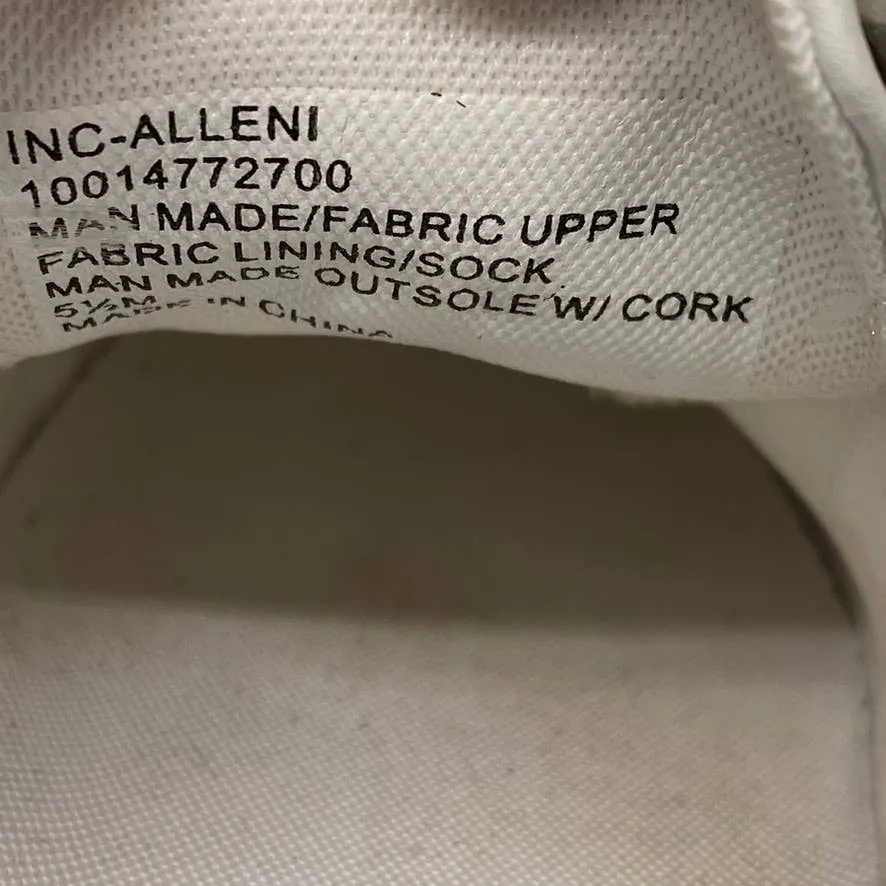 INC-ALLENI
10014772700
MAN MADE/FABRIC UPPER
FABRIC LINING/SOCK
MAN MADE OUTSOLE W/ CORK
5½M
MADE IN CHINA